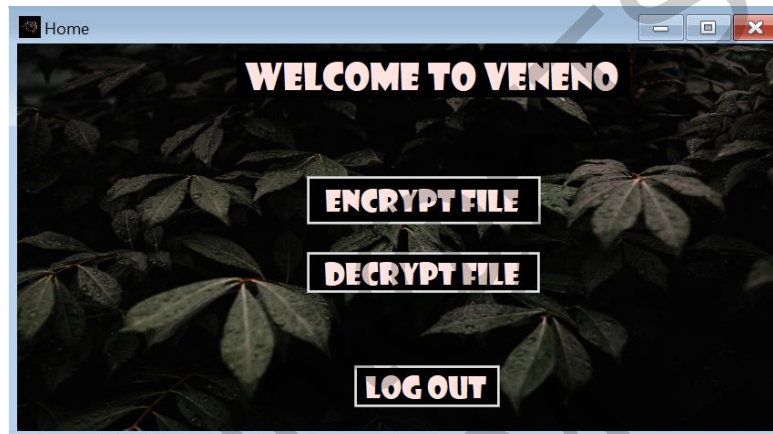 Home
WELCOME TO VENENO
ENCRYPT FILE
DECRYPT FILE
LOG OUT